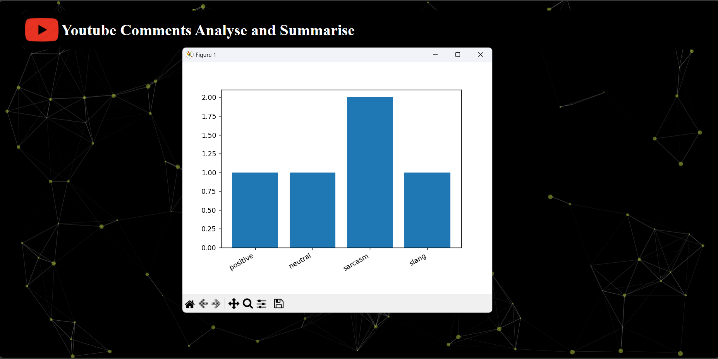 Youtube Comments Analyse and Summarise
Figure 1
2.00
1.75
1.50
1.25
1.00
0.75
0.50
0.25
0.00
positive
neutral
sarcasm
slang